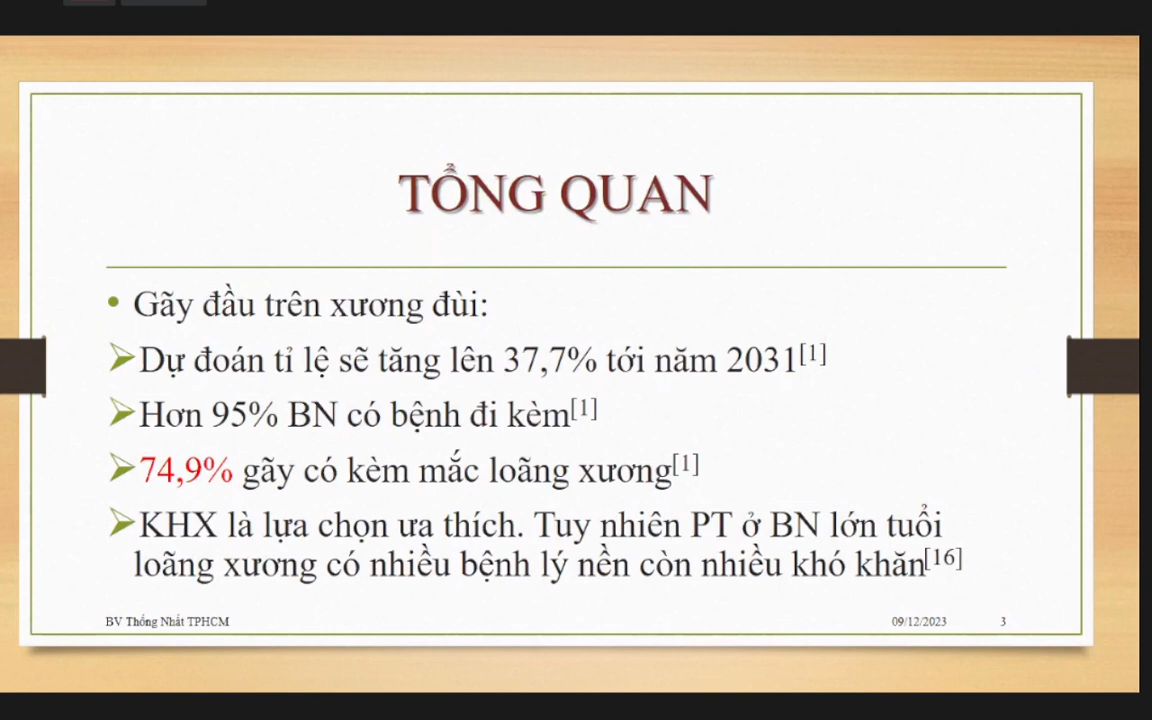 TỔNG QUAN
• Gãy đầu trên xương đùi:
➢Dự đoán tỉ lệ sẽ tăng lên 37,7% tới năm 2031[1]
➢Hơn 95% BN có bệnh đi kèm[1]
➢74,9% gãy có kèm mắc loãng xương[1]
➢KHX là lựa chọn ưa thích. Tuy nhiên PT ở BN lớn tuổi
loãng xương có nhiều bệnh lý nền còn nhiều khó khăn[16]
BV Thống Nhất TPHCM 09/12/2023 3